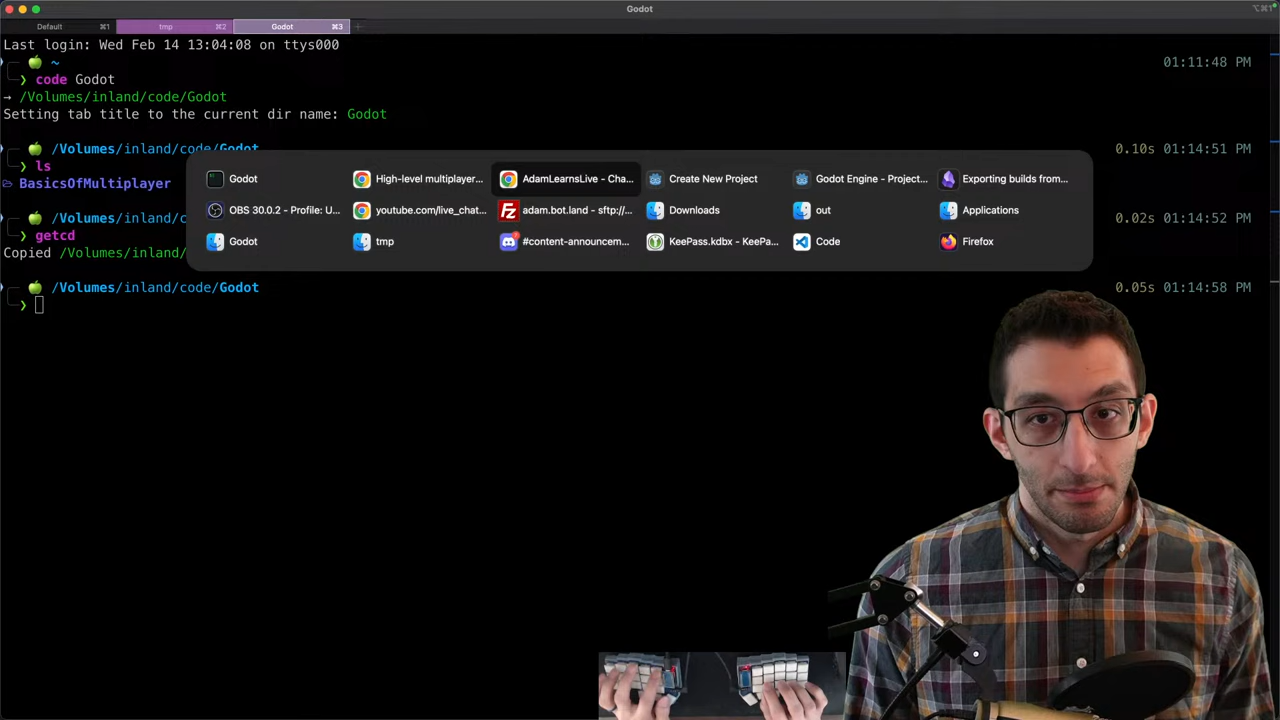 Godot
⌥⌘1
Default ⌘1 tmp ⌘2 Godot ⌘3 +
Last login: Wed Feb 14 13:04:08 on ttys000
~ 01:11:48 PM
❯ code Godot
→ /Volumes/inland/code/Godot
Setting tab title to the current dir name: Godot
/Volumes/inland/code/Godot 0.10s 01:14:51 PM
❯ ls
BasicsOfMultiplayer
/Volumes/inland/c 0.02s 01:14:52 PM
❯ getcd
Copied /Volumes/in
/Volumes/inland/code/Godot 0.05s 01:14:58 PM
❯
Godot High-level multiplayer... AdamLearnsLive - Cha... Create New Project Godot Engine - Project... Exporting builds from...
OBS 30.0.2 - Profile: U... youtube.com/live_chat... adam.bot.land - sftp://... Downloads out Applications
Godot tmp #content-announcem... KeePass.kdbx - KeePa... Code Firefox